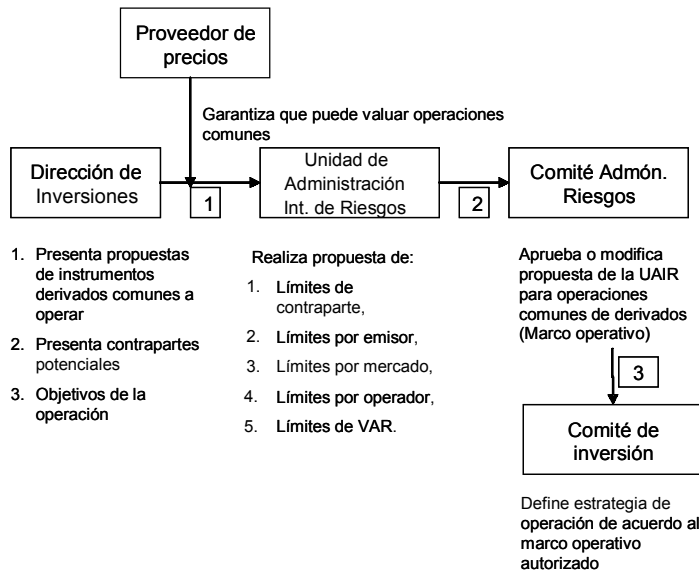 Proveedor de
precios
Garantiza que puede valuar operaciones
comunes
Dirección de
Inversiones
1
Unidad de
Administración
Int. de Riesgos
2
Comité Admón.
Riesgos
1. Presenta propuestas
de instrumentos
derivados comunes a
operar
2. Presenta contrapartes
potenciales
3. Objetivos de la
operación
Realiza propuesta de:
1. Límites de
contraparte,
2. Límites por emisor,
3. Límites por mercado,
4. Límites por operador,
5. Límites de VAR.
Aprueba o modifica
propuesta de la UAIR
para operaciones
comunes de derivados
(Marco operativo)
3
Comité de
inversión
Define estrategia de
operación de acuerdo al
marco operativo
autorizado